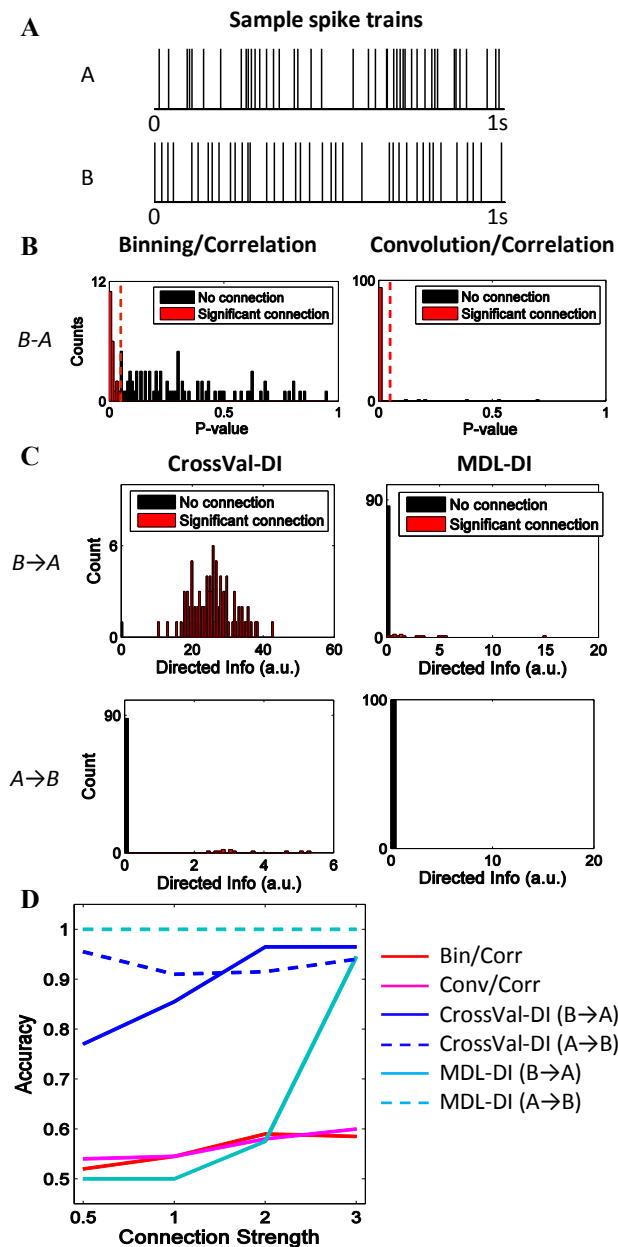 A
Sample spike trains
A
0 1s
B
0 1s
B
Binning/Correlation Convolution/Correlation
B-A
Counts
12
0
No connection
Significant connection
0 0.5 1
P-value
100
0
No connection
Significant connection
0 0.5 1
P-value
C
CrossVal-DI MDL-DI
B→A
Count
6
0
No connection
Significant connection
0 20 40 60
Directed Info (a.u.)
90
0
No connection
Significant connection
0 5 10 15 20
Directed Info (a.u.)
A→B
Count
90
0
0 2 4 6
Directed Info (a.u.)
100
0
0 10 20
Directed Info (a.u.)
D
Accuracy
1
0.9
0.8
0.7
0.6
0.5
0.5 1 2 3
Connection Strength
Bin/Corr
Conv/Corr
CrossVal-DI (B→A)
CrossVal-DI (A→B)
MDL-DI (B→A)
MDL-DI (A→B)